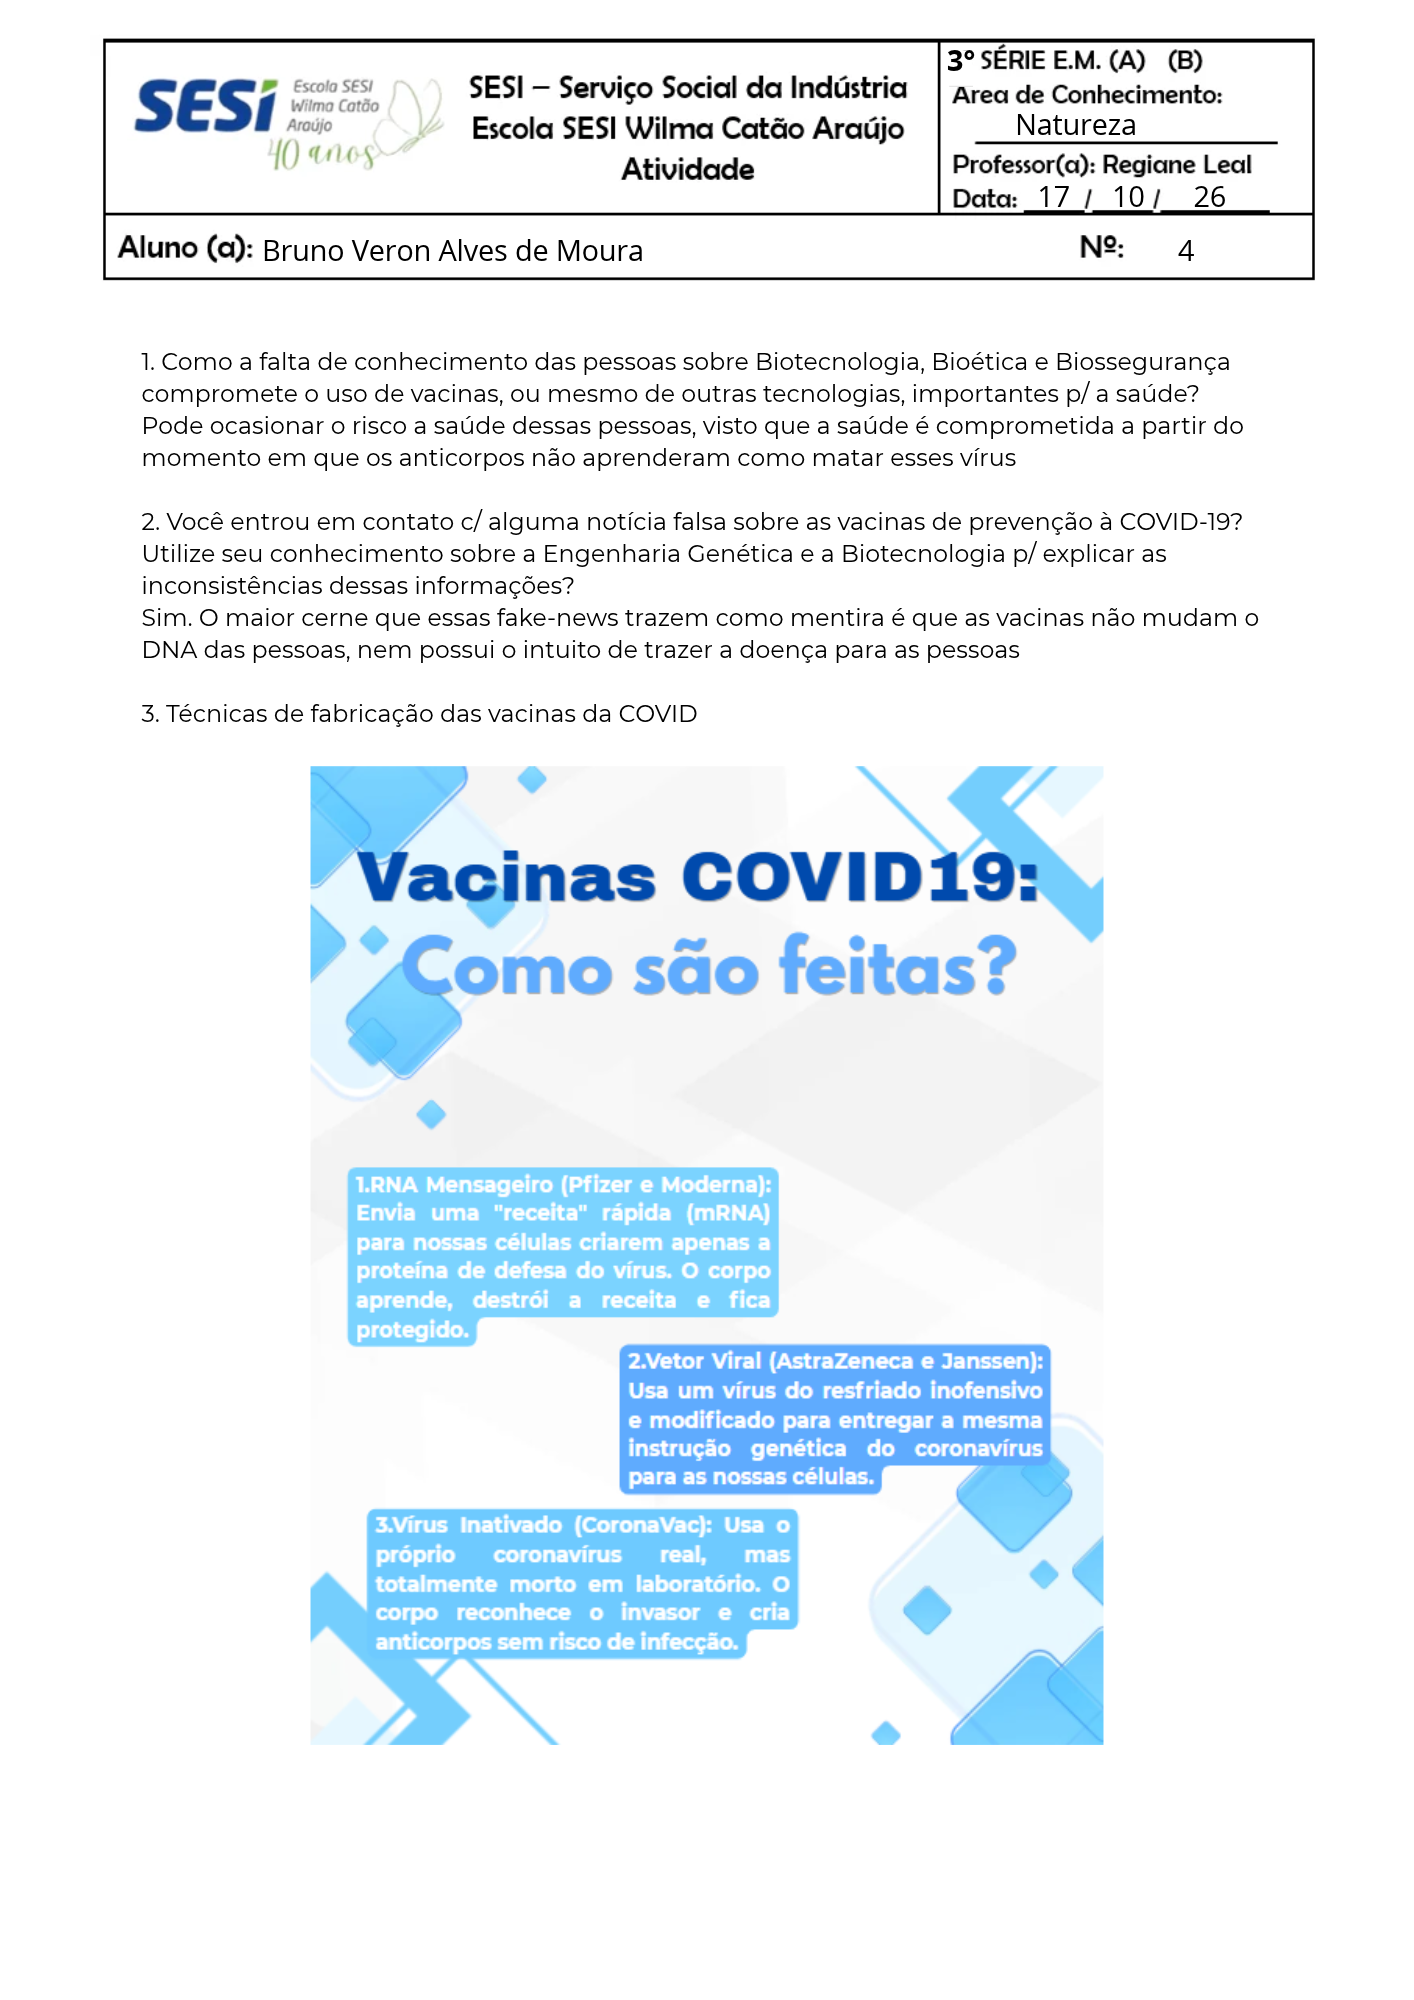 SESI
Escola SESI
Wilma Catão
Araújo
40 anos
SESI – Serviço Social da Indústria
Escola SESI Wilma Catão Araújo
Atividade
3° SÉRIE E.M. (A) (B)
Area de Conhecimento:
Natureza
Professor(a): Regiane Leal
Data: 17 / 10 / 26
Aluno (a): Bruno Veron Alves de Moura Nº: 4
1. Como a falta de conhecimento das pessoas sobre Biotecnologia, Bioética e Biossegurança
compromete o uso de vacinas, ou mesmo de outras tecnologias, importantes p/ a saúde?
Pode ocasionar o risco a saúde dessas pessoas, visto que a saúde é comprometida a partir do
momento em que os anticorpos não aprenderam como matar esses vírus
2. Você entrou em contato c/ alguma notícia falsa sobre as vacinas de prevenção à COVID-19?
Utilize seu conhecimento sobre a Engenharia Genética e a Biotecnologia p/ explicar as
inconsistências dessas informações?
Sim. O maior cerne que essas fake-news trazem como mentira é que as vacinas não mudam o
DNA das pessoas, nem possui o intuito de trazer a doença para as pessoas
3. Técnicas de fabricação das vacinas da COVID
Vacinas COVID19:
Como são feitas?
1.RNA Mensageiro (Pfizer e Moderna):
Envia uma "receita" rápida (mRNA)
para nossas células criarem apenas a
proteína de defesa do vírus. O corpo
aprende, destrói a receita e fica
protegido.
2.Vetor Viral (AstraZeneca e Janssen):
Usa um vírus do resfriado inofensivo
e modificado para entregar a mesma
instrução genética do coronavírus
para as nossas células.
3.Vírus Inativado (CoronaVac): Usa o
próprio coronavírus real, mas
totalmente morto em laboratório. O
corpo reconhece o invasor e cria
anticorpos sem risco de infecção.